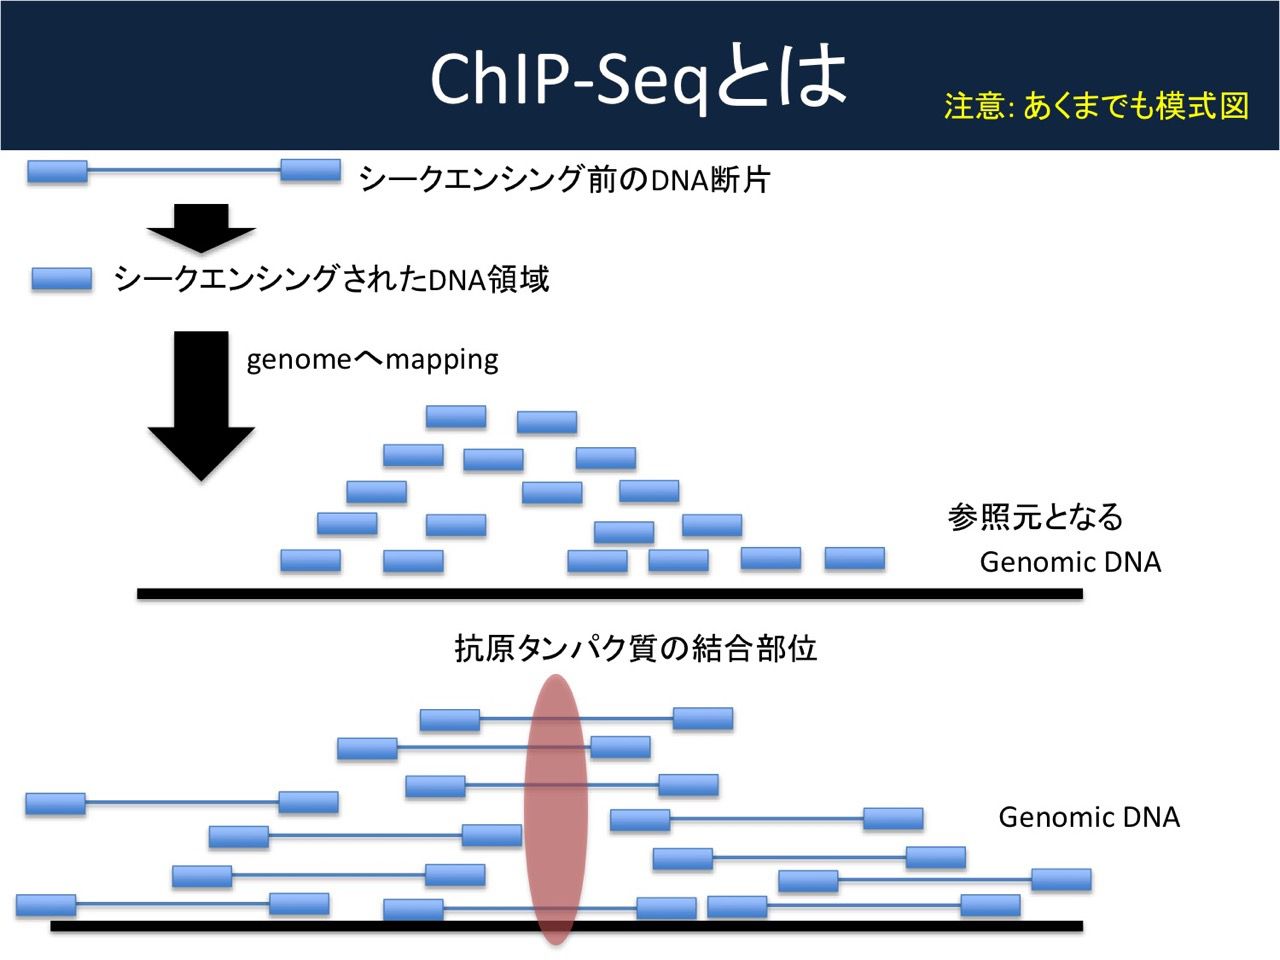 ChIP-Seqとは
注意: あくまでも模式図
シークエンシング前のDNA断片
シークエンシングされたDNA領域
genomeへmapping
参照元となる
Genomic DNA
抗原タンパク質の結合部位
Genomic DNA